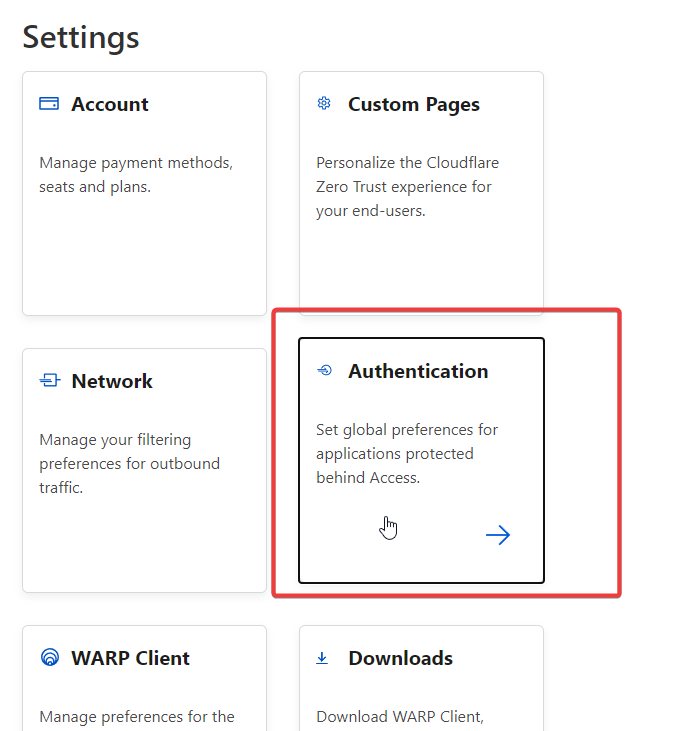 Settings
Account
Manage payment methods,
seats and plans.
Custom Pages
Personalize the Cloudflare
Zero Trust experience for
your end-users.
Network
Manage your filtering
preferences for outbound
traffic.
Authentication
Set global preferences for
applications protected
behind Access.
WARP Client
Manage preferences for the
Downloads
Download WARP Client,